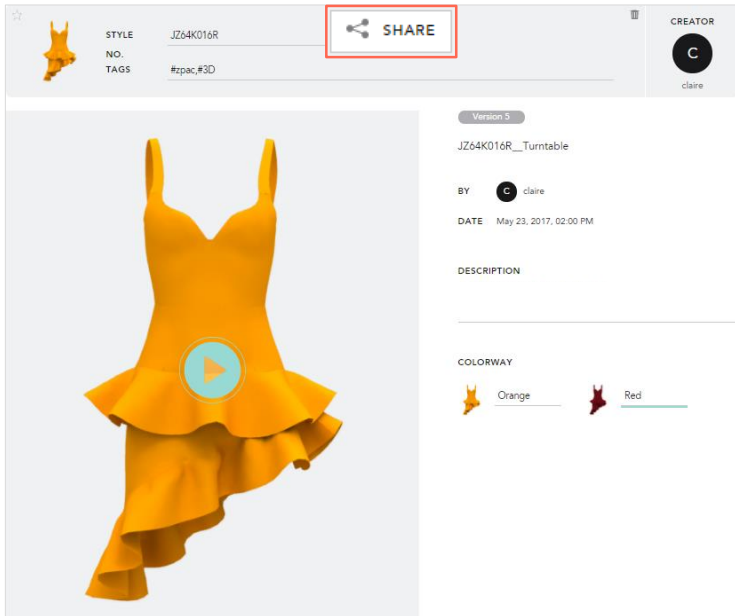 STYLE NO.
JZ64K016R
SHARE
TAGS
#zpac,#3D
CREATOR
C
claire
Version 5
JZ64K016R__Turntable
BY
C
claire
DATE
May 23, 2017, 02:00 PM
DESCRIPTION
COLORWAY
Orange
Red